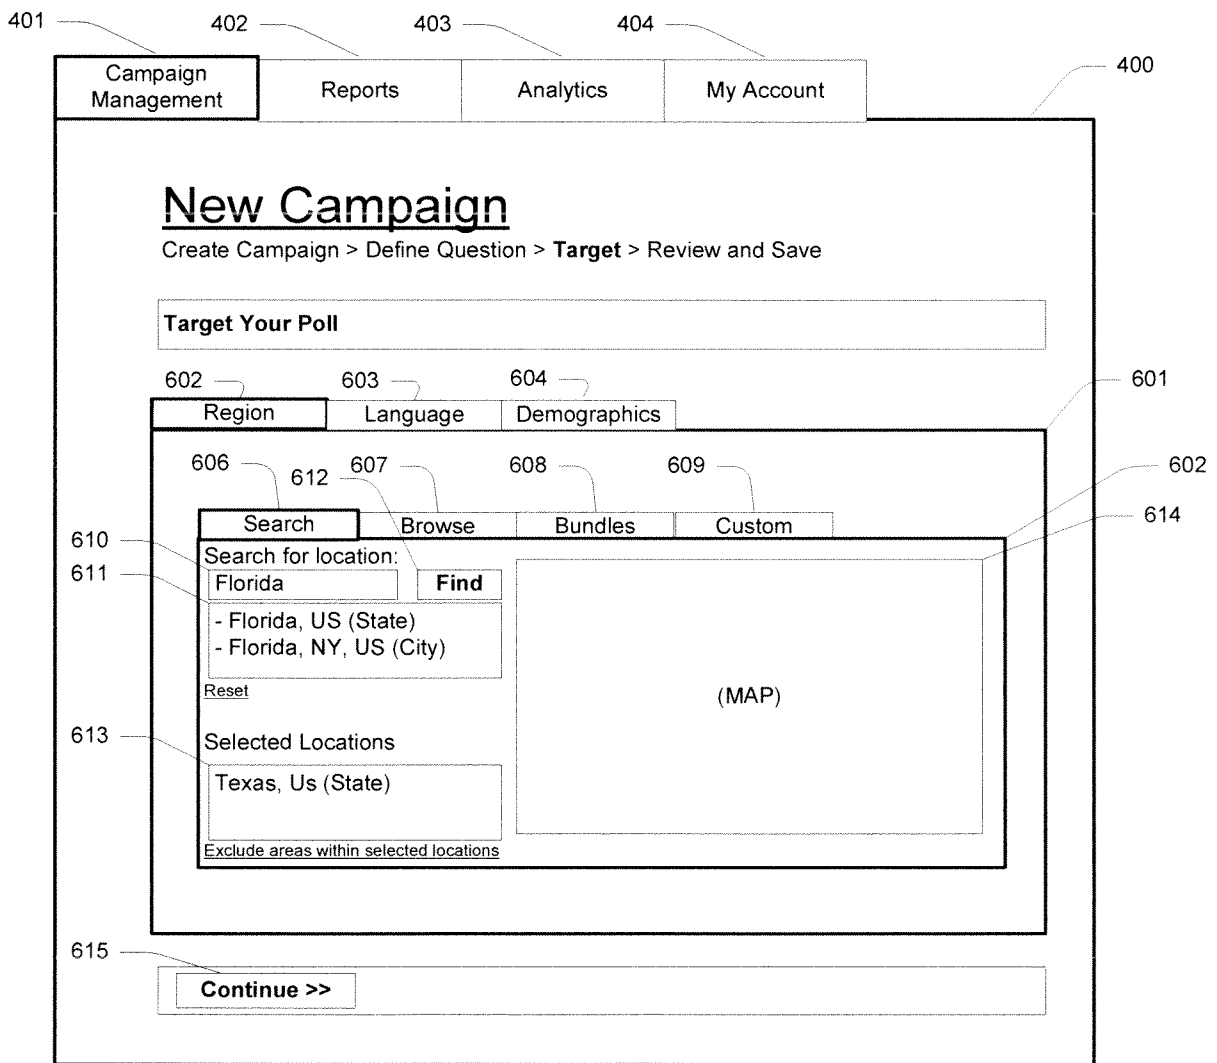 401
402
403
404
Campaign
Management
Reports
Analytics
My Account
400
New Campaign
Create Campaign > Define Question > Target > Review and Save
Target Your Poll
602
603
604
601
Region
Language
Demographics
606
612
607
608
609
602
614
Search
Browse
Bundles
Custom
610
Search for location:
611
Florida
Find
- Florida, US (State)
- Florida, NY, US (City)
Reset
(MAP)
613
Selected Locations
Texas, Us (State)
Exclude areas within selected locations
615
Continue >>